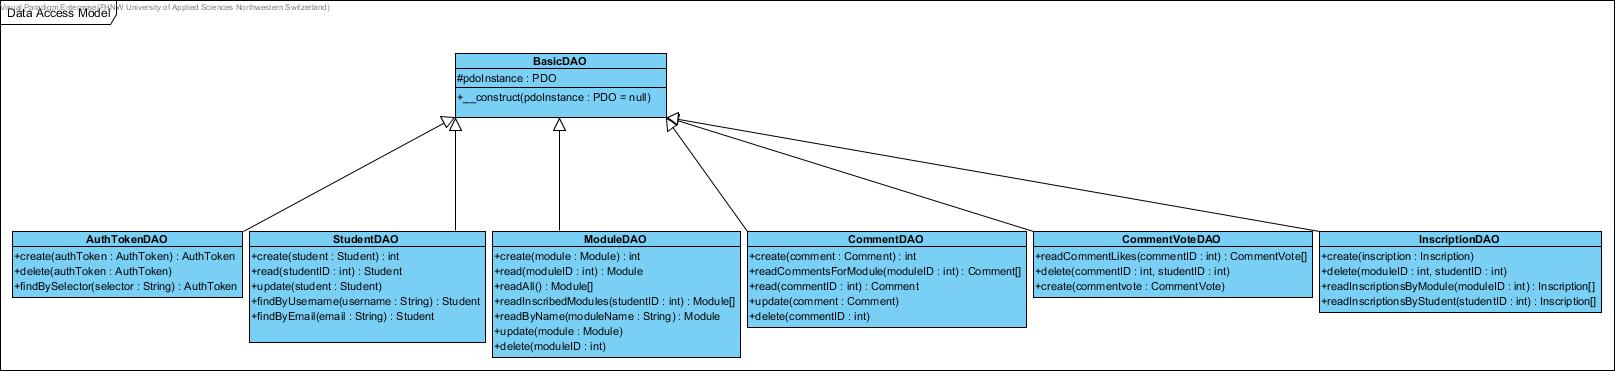 Visual Paradigm Enterprise(FHNW University of Applied Sciences Northwestern Switzerland)
Data Access Model
BasicDAO
#pdoInstance : PDO
+__construct(pdoInstance : PDO = null)
AuthTokenDAO
+create(authToken : AuthToken) : AuthToken
+delete(authToken : AuthToken)
+findBySelector(selector : String) : AuthToken
StudentDAO
+create(student : Student) : int
+read(studentID : int) : Student
+update(student : Student)
+findByUsername(username : String) : Student
+findByEmail(email : String) : Student
ModuleDAO
+create(module : Module) : int
+read(moduleID : int) : Module
+readAll() : Module[]
+readInscribedModules(studentID : int) : Module[]
+readByName(moduleName : String) : Module
+update(module : Module)
+delete(moduleID : int)
CommentDAO
+create(comment : Comment) : int
+readCommentsForModule(moduleID : int) : Comment[]
+read(commentID : int) : Comment
+update(comment : Comment)
+delete(commentID : int)
CommentVoteDAO
+readCommentLikes(commentID : int) : CommentVote[]
+delete(commentID : int, studentID : int)
+create(commentvote : CommentVote)
InscriptionDAO
+create(inscription : Inscription)
+delete(moduleID : int, studentID : int)
+readInscriptionsByModule(moduleID : int) : Inscription[]
+readInscriptionsByStudent(studentID : int) : Inscription[]